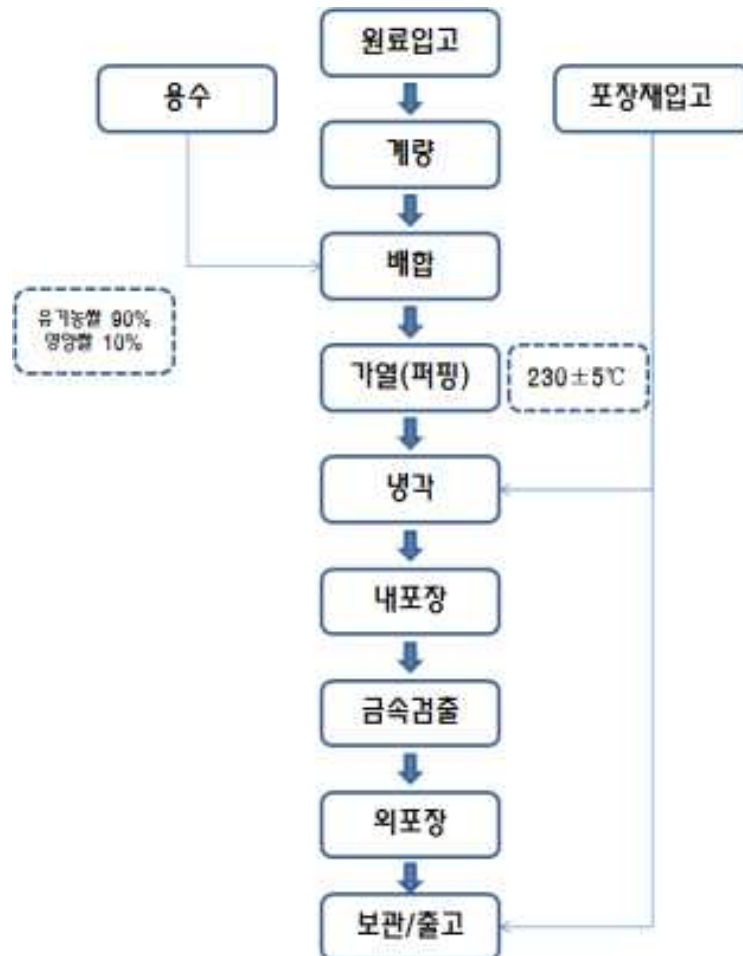 원료입고
용수
포장재입고
계량
배합
유기농쌀 90%
영양쌀 10%
가열(퍼핑)
230±5℃
냉각
내포장
금속검출
외포장
보관/출고